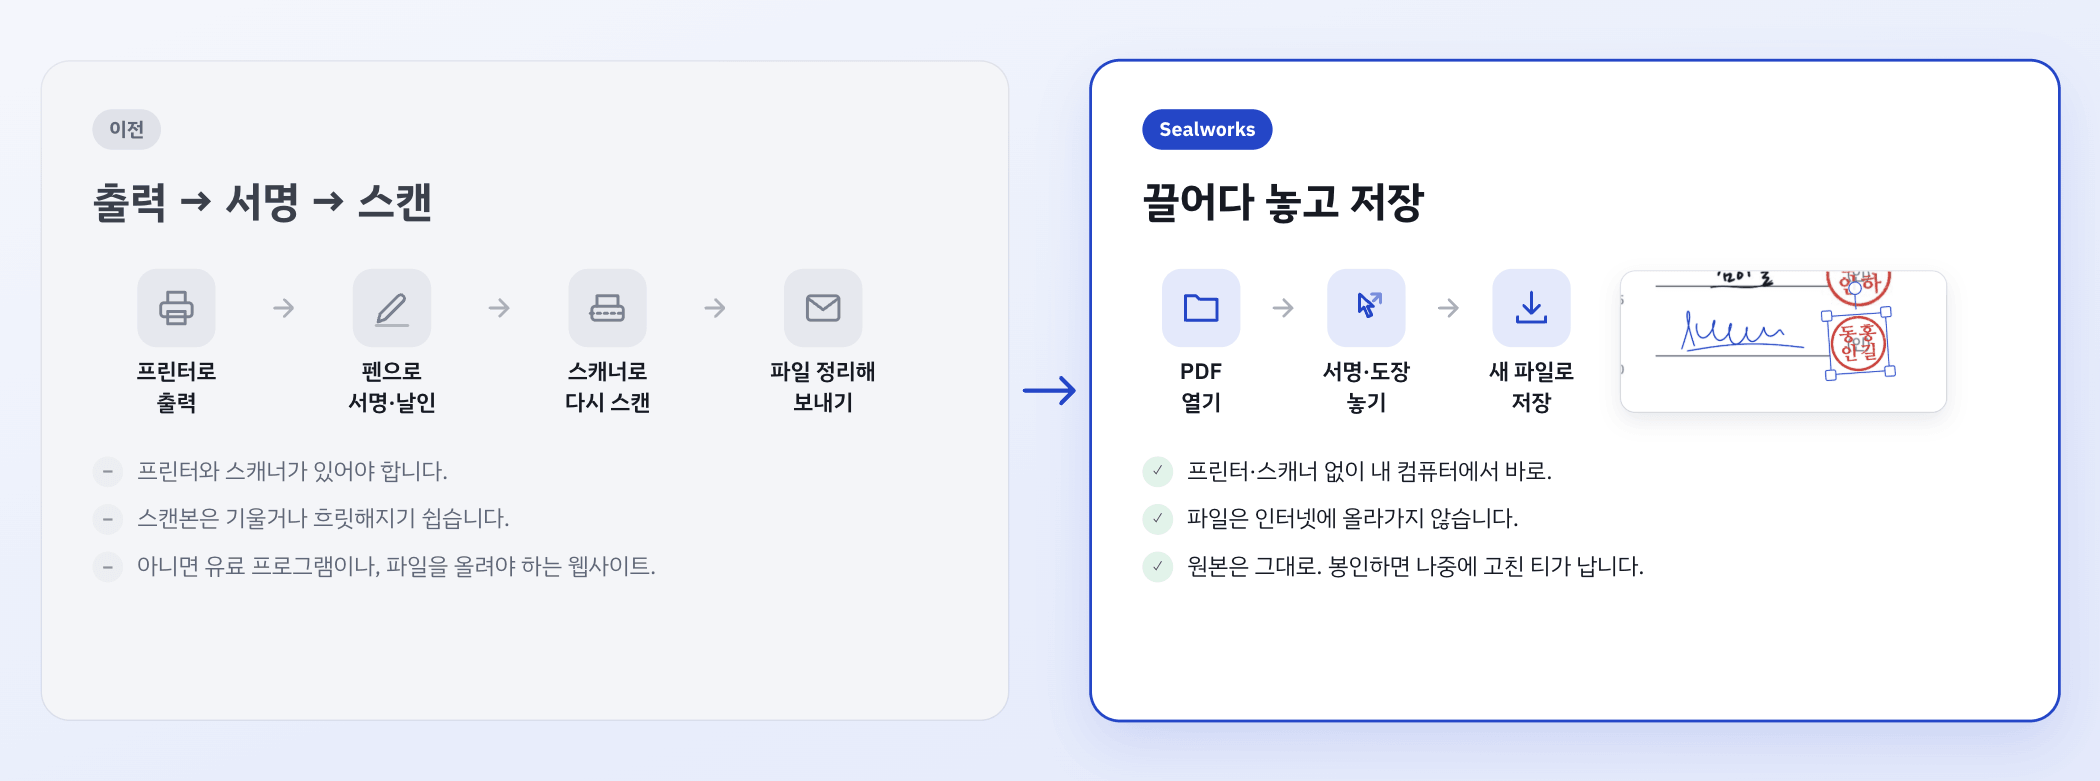 이전
출력 → 서명 → 스캔
프린터로
출력
펜으로
서명·날인
스캐너로
다시 스캔
파일 정리해
보내기
– 프린터와 스캐너가 있어야 합니다.
– 스캔본은 기울거나 흐릿해지기 쉽습니다.
– 아니면 유료 프로그램이나, 파일을 올려야 하는 웹사이트.
Sealworks
끌어다 놓고 저장
PDF
열기
서명·도장
놓기
새 파일로
저장
✓ 프린터·스캐너 없이 내 컴퓨터에서 바로.
✓ 파일은 인터넷에 올라가지 않습니다.
✓ 원본은 그대로. 봉인하면 나중에 고친 티가 납니다.